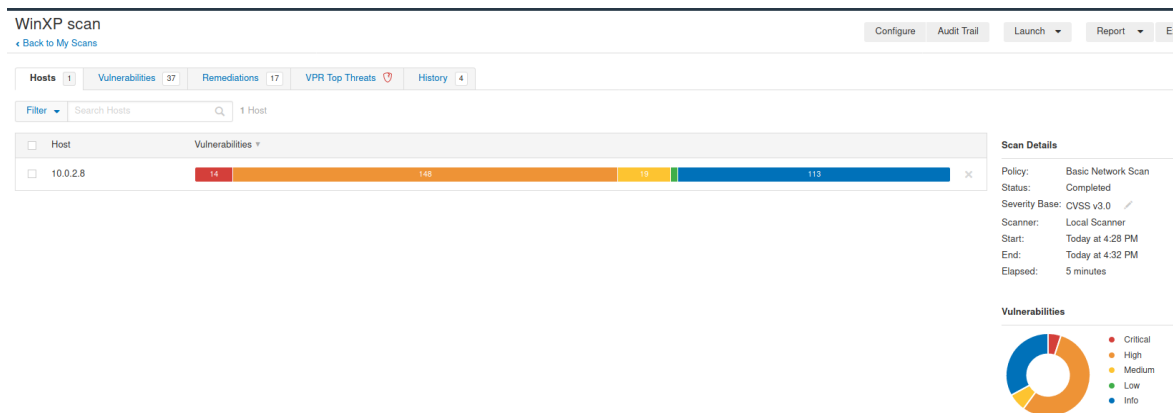 WinXP scan
Back to My Scans
Configure Audit Trail Launch Report
Hosts 1 Vulnerabilities 37 Remediations 17 VPR Top Threats History 4
Filter Search Hosts 1 Host
Host Vulnerabilities
10.0.2.8 14 148 19 113
Scan Details
Policy: Basic Network Scan
Status: Completed
Severity Base: CVSS v3.0
Scanner: Local Scanner
Start: Today at 4:28 PM
End: Today at 4:32 PM
Elapsed: 5 minutes
Vulnerabilities
Critical
High
Medium
Low
Info